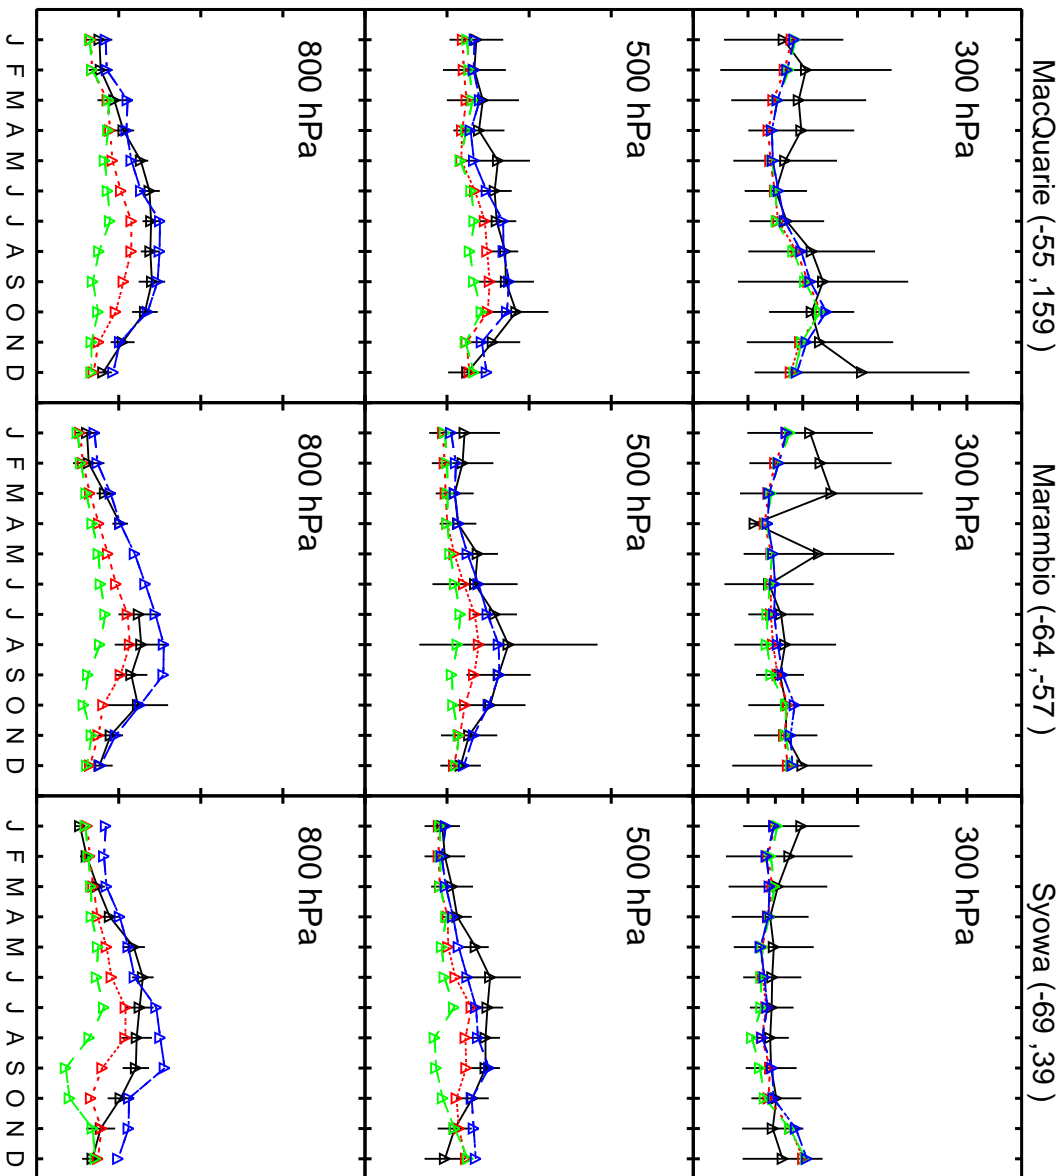 MacQuarie (-55 ,159 )
300 hPa
500 hPa
800 hPa
J F M A M J J A S O N D
Marambio (-64 ,-57 )
300 hPa
500 hPa
800 hPa
J F M A M J J A S O N D
Syowa (-69 ,39 )
300 hPa
500 hPa
800 hPa
J F M A M J J A S O N D